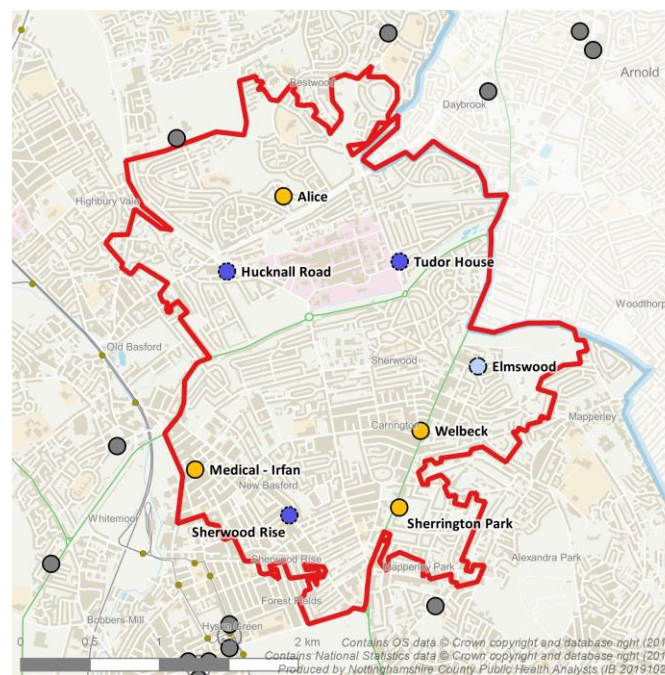 Bestwood
Arnold
Daybrook
Alice
Highbury Vale
Hucknall Road
Tudor House
Woodthorp
Old Basford
Sherwood
Elmswood
Carrington
Welbeck
Mapperley
Medical - Irfan
New Basford
Whitemoor
Sherwood Rise
Sherrington Park
Sherwood Rise
Alexandra Park
Mapperley Park
Forest Fields
Bobbers Mill
Hyson Green
0 0.5 1 2 km
Contains OS data © Crown copyright and database right (201
Contains National Statistics data © Crown copyright and database right (201
Produced by Nottinghamshire County Public Health Analysts (IB 2019102